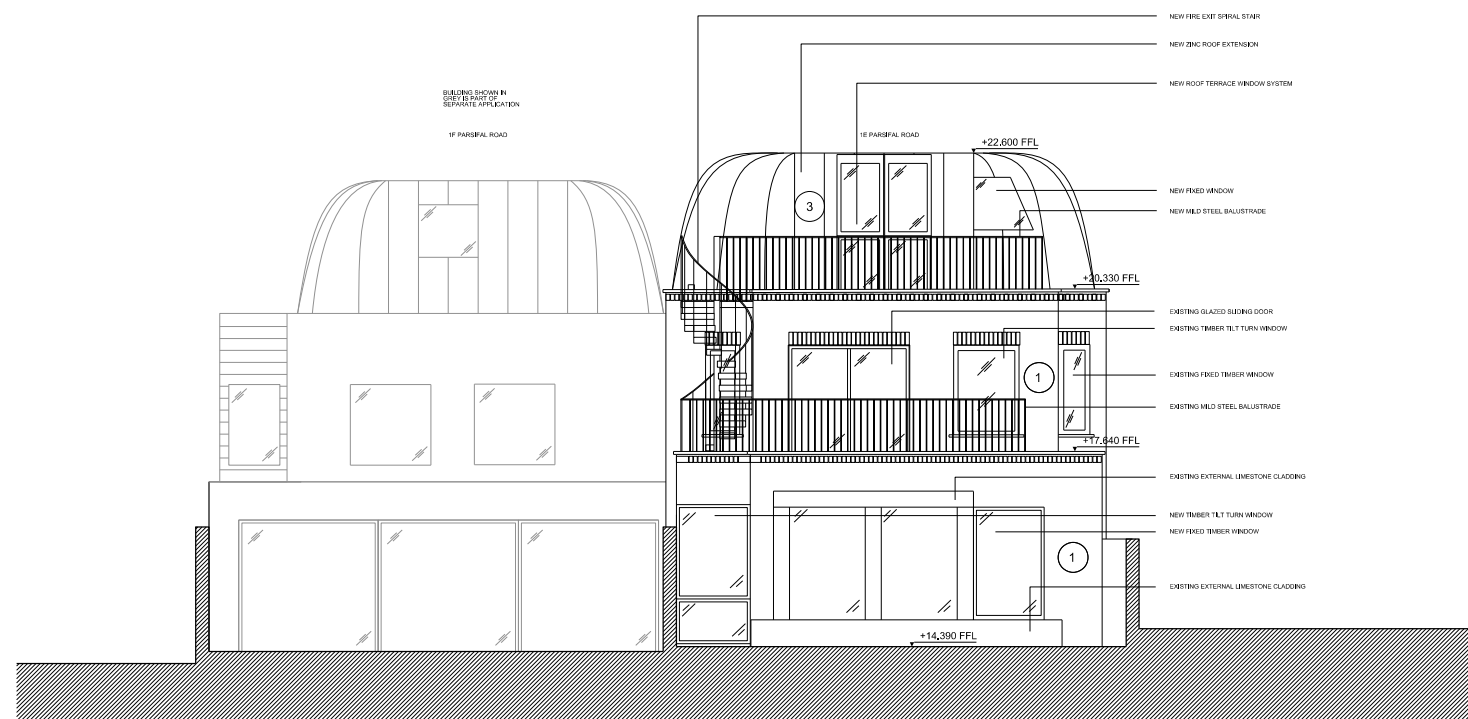 NEW FIRE EXIT SPIRAL STAIR
NEW ZINC ROOF EXTENSION
NEW ROOF TERRACE WINDOW SYSTEM
BUILDING SHOWN IN
GREY IS PART OF
SEPARATE APPLICATION
1F PARSIFAL ROAD
1E PARSIFAL ROAD
+22.600 FFL
NEW FIXED WINDOW
3
NEW MILD STEEL BALUSTRADE
+20.330 FFL
EXISTING GLAZED SLIDING DOOR
EXISTING TIMBER TILT TURN WINDOW
1
EXISTING FIXED TIMBER WINDOW
EXISTING MILD STEEL BALUSTRADE
+17.640 FFL
EXISTING EXTERNAL LIMESTONE CLADDING
NEW TIMBER TILT TURN WINDOW
NEW FIXED TIMBER WINDOW
1
EXISTING EXTERNAL LIMESTONE CLADDING
+14.390 FFL